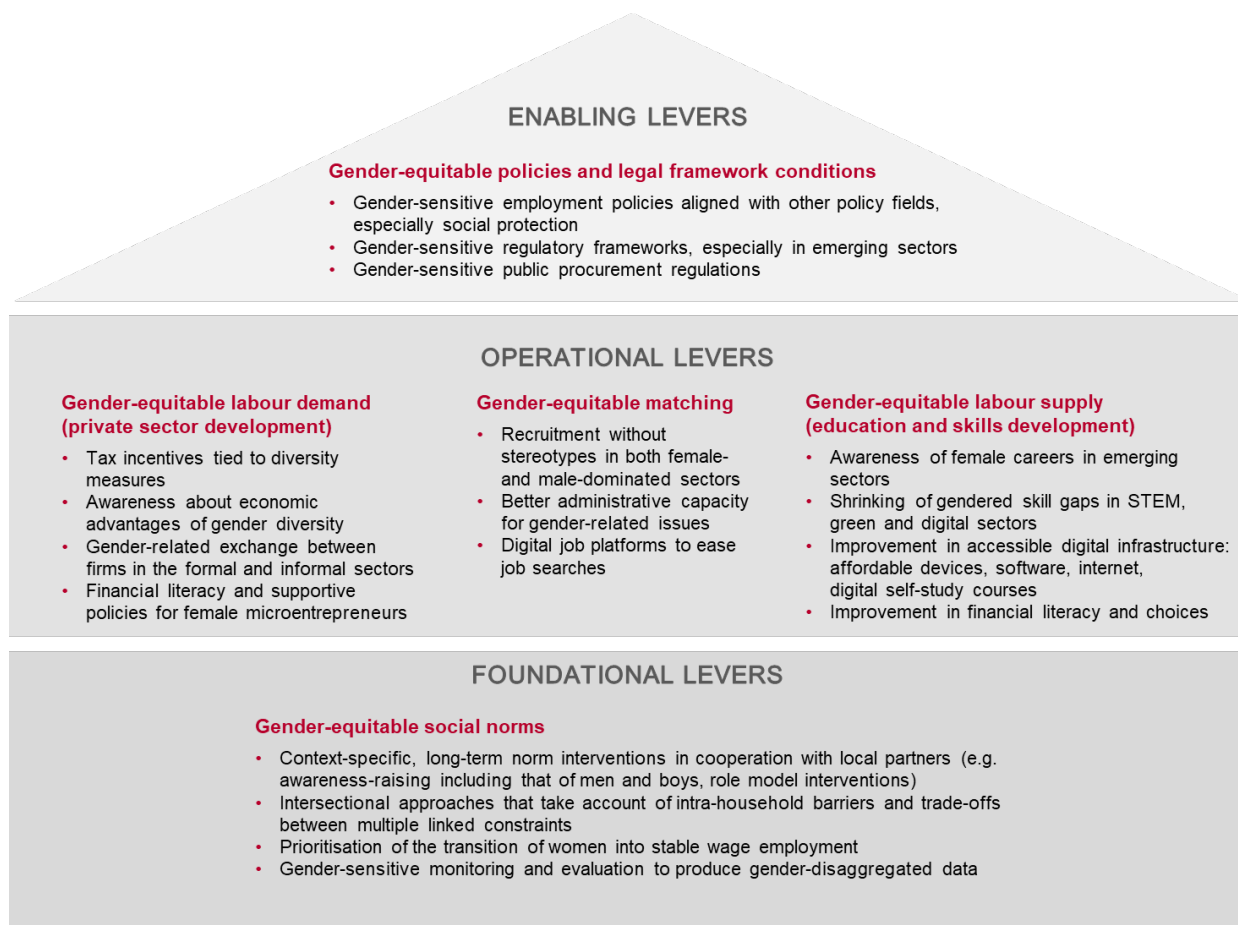 ENABLING LEVERS
Gender-equitable policies and legal framework conditions
• Gender-sensitive employment policies aligned with other policy fields,
especially social protection
• Gender-sensitive regulatory frameworks, especially in emerging sectors
• Gender-sensitive public procurement regulations
OPERATIONAL LEVERS
Gender-equitable labour demand
(private sector development)
• Tax incentives tied to diversity
measures
• Awareness about economic
advantages of gender diversity
• Gender-related exchange between
firms in the formal and informal sectors
• Financial literacy and supportive
policies for female microentrepreneurs
Gender-equitable matching
• Recruitment without
stereotypes in both female-
and male-dominated sectors
• Better administrative capacity
for gender-related issues
• Digital job platforms to ease
job searches
Gender-equitable labour supply
(education and skills development)
• Awareness of female careers in emerging
sectors
• Shrinking of gendered skill gaps in STEM,
green and digital sectors
• Improvement in accessible digital infrastructure:
affordable devices, software, internet,
digital self-study courses
• Improvement in financial literacy and choices
FOUNDATIONAL LEVERS
Gender-equitable social norms
• Context-specific, long-term norm interventions in cooperation with local partners (e.g.
awareness-raising including that of men and boys, role model interventions)
• Intersectional approaches that take account of intra-household barriers and trade-offs
between multiple linked constraints
• Prioritisation of the transition of women into stable wage employment
• Gender-sensitive monitoring and evaluation to produce gender-disaggregated data